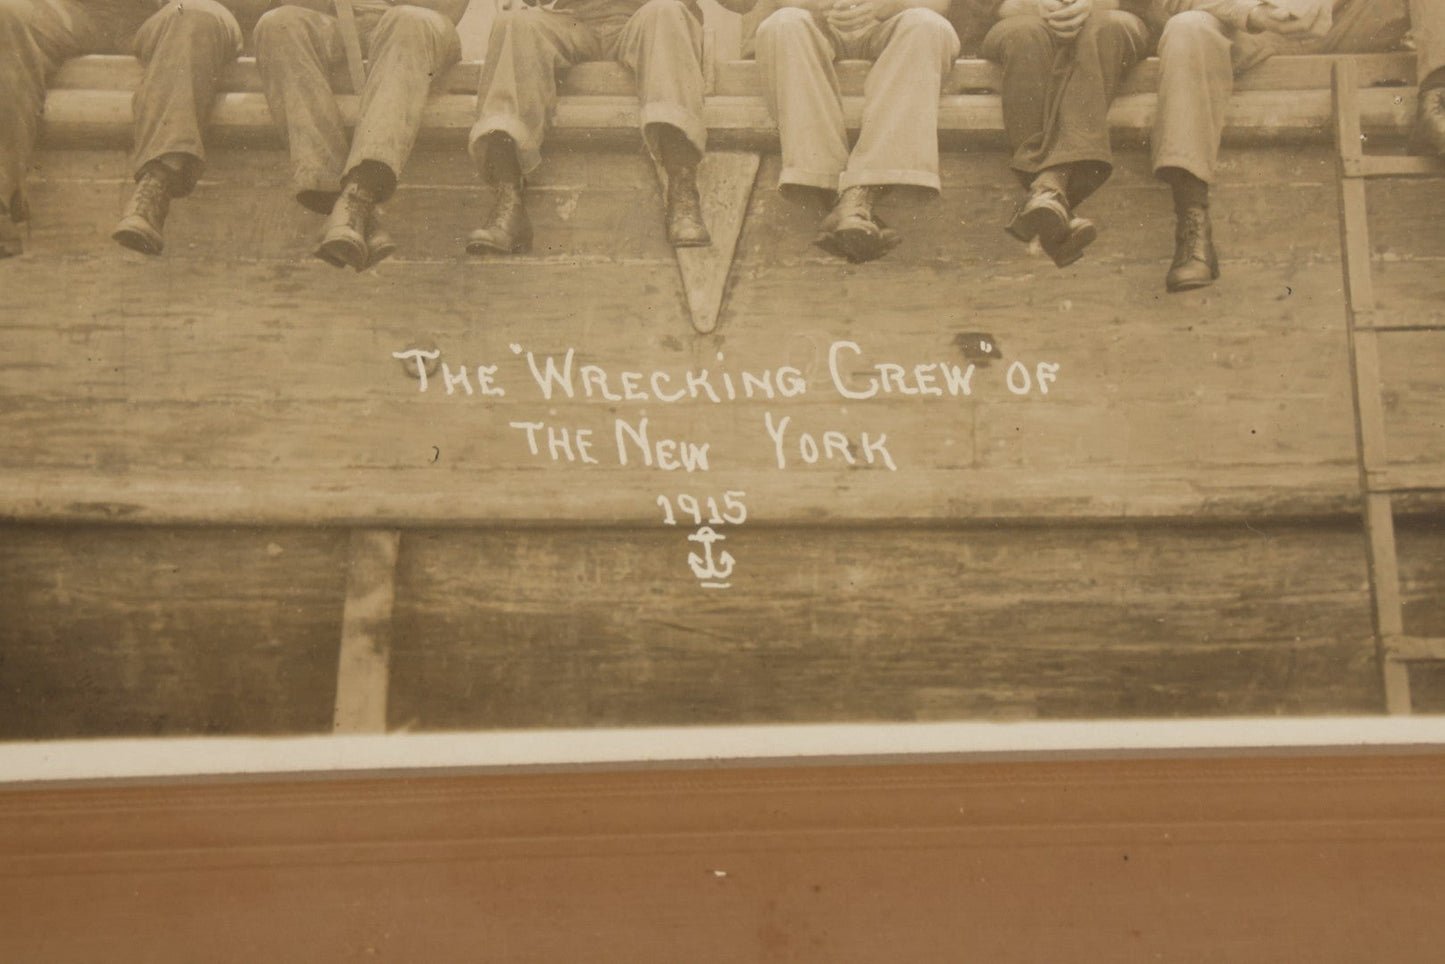 The "Wrecking Crew" of
the New York
1915